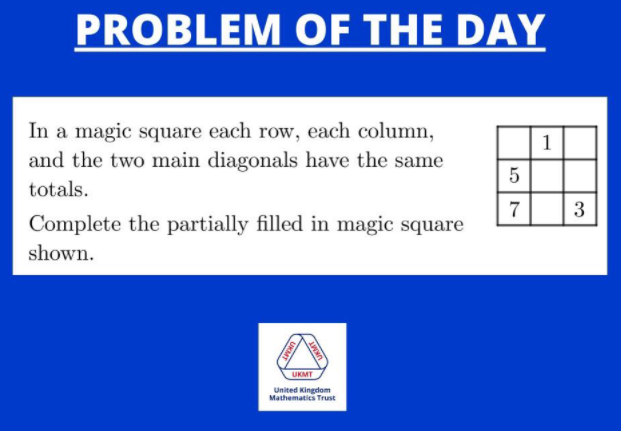 PROBLEM OF THE DAY
In a magic square each row, each column,
and the two main diagonals have the same
totals.
Complete the partially filled in magic square
shown.
1
5
7 3
UKMT UKMT
UKMT
United Kingdom
Mathematics Trust